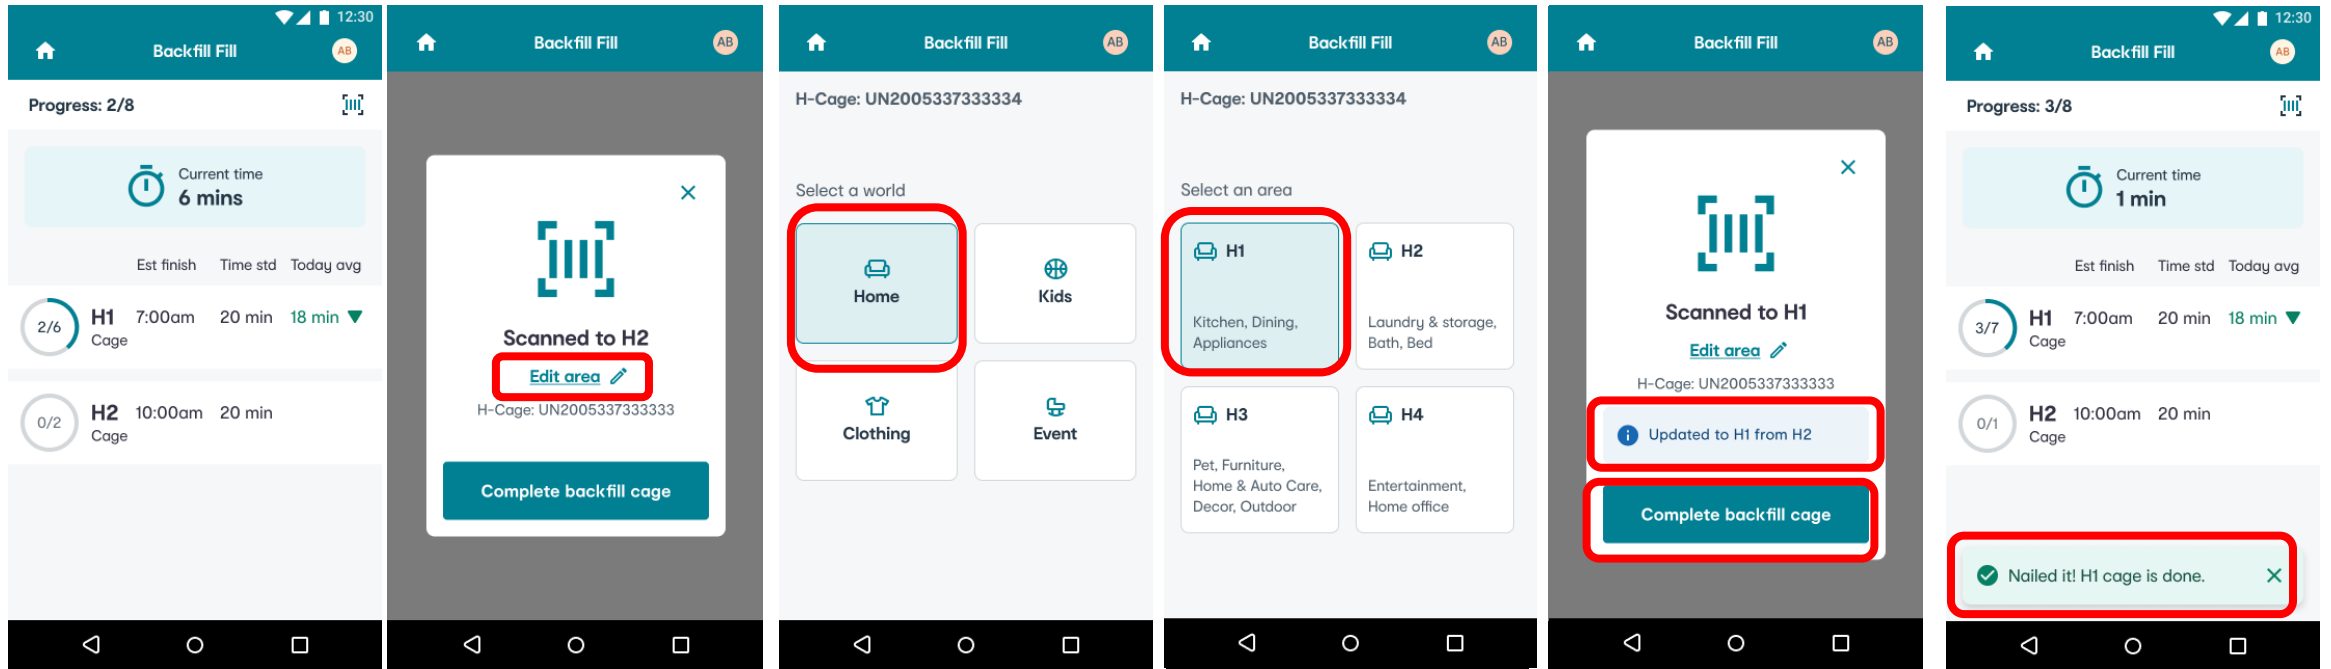 12:30
Backfill Fill
AB
Progress: 2/8
Current time
6 mins
Est finish Time std Today avg
2/6 H1 7:00am 20 min 18 min
Cage
0/2 H2 10:00am 20 min
Cage
Backfill Fill
AB
Scanned to H2
Edit area
H-Cage: UN2005337333333
Complete backfill cage
Backfill Fill
AB
H-Cage: UN2005337333334
Select a world
Home
Kids
Clothing
Event
Backfill Fill
AB
H-Cage: UN2005337333334
Select an area
H1
Kitchen, Dining,
Appliances
H2
Laundry & storage,
Bath, Bed
H3
Pet, Furniture,
Home & Auto Care,
Decor, Outdoor
H4
Entertainment,
Home office
Backfill Fill
AB
Scanned to H1
Edit area
H-Cage: UN2005337333333
Updated to H1 from H2
Complete backfill cage
12:30
Backfill Fill
AB
Progress: 3/8
Current time
1 min
Est finish Time std Today avg
3/7 H1 7:00am 20 min 18 min
Cage
0/1 H2 10:00am 20 min
Cage
Nailed it! H1 cage is done.